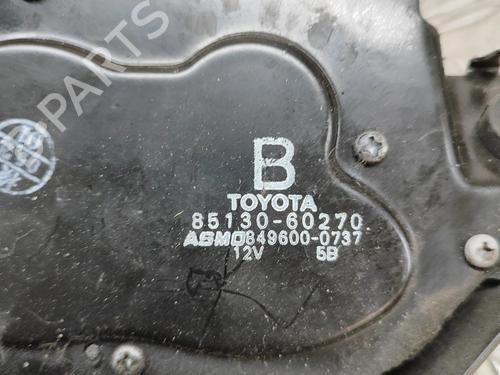 PARTS
B
TOYOTA
85130-60270
ASMO 849600-0737
12V 5B